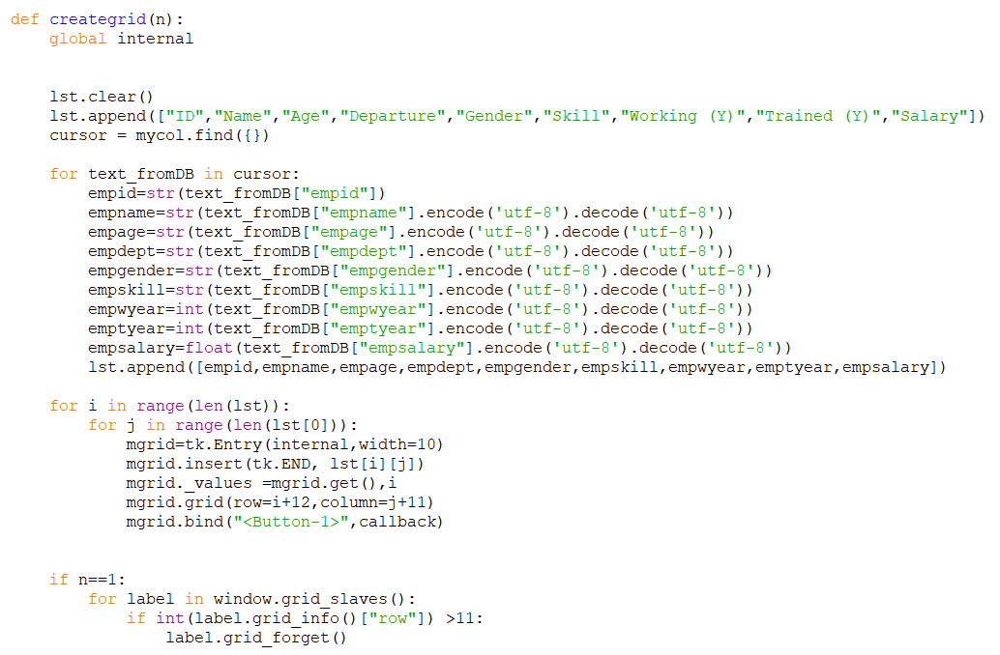 def creategrid(n):
    global internal
    lst.clear()
    lst.append(["ID","Name","Age","Departure","Gender","Skill","Working (Y)","Trained (Y)","Salary"])
    cursor = mycol.find({})
    for text_fromDB in cursor:
        empid=str(text_fromDB["empid"])
        empname=str(text_fromDB["empname"].encode('utf-8').decode('utf-8'))
        empage=str(text_fromDB["empage"].encode('utf-8').decode('utf-8'))
        empdept=str(text_fromDB["empdept"].encode('utf-8').decode('utf-8'))
        empgender=str(text_fromDB["empgender"].encode('utf-8').decode('utf-8'))
        empskill=str(text_fromDB["empskill"].encode('utf-8').decode('utf-8'))
        empwyear=int(text_fromDB["empwyear"].encode('utf-8').decode('utf-8'))
        emptyear=int(text_fromDB["emptyear"].encode('utf-8').decode('utf-8'))
        empsalary=float(text_fromDB["empsalary"].encode('utf-8').decode('utf-8'))
        lst.append([empid,empname,empage,empdept,empgender,empskill,empwyear,emptyear,empsalary])
    for i in range(len(lst)):
        for j in range(len(lst[0])):
            mgrid=tk.Entry(internal,width=10)
            mgrid.insert(tk.END, lst[i][j])
            mgrid._values =mgrid.get(),i
            mgrid.grid(row=i+12,column=j+11)
            mgrid.bind("<Button-1>",callback)
    if n==1:
        for label in window.grid_slaves():
            if int(label.grid_info()["row"]) >11:
                label.grid_forget()